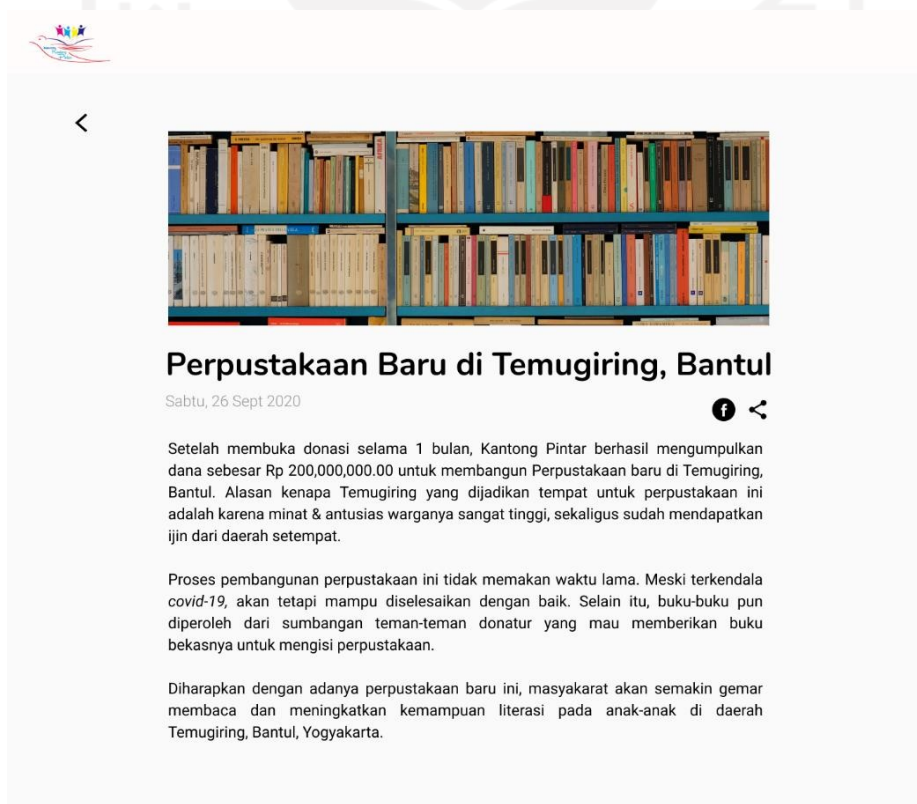 Perpustakaan Baru di Temugiring, Bantul
Sabtu, 26 Sept 2020
Setelah membuka donasi selama 1 bulan, Kantong Pintar berhasil mengumpulkan
dana sebesar Rp 200,000,000.00 untuk membangun Perpustakaan baru di Temugiring,
Bantul. Alasan kenapa Temugiring yang dijadikan tempat untuk perpustakaan ini
adalah karena minat & antusias warganya sangat tinggi, sekaligus sudah mendapatkan
ijin dari daerah setempat.
Proses pembangunan perpustakaan ini tidak memakan waktu lama. Meski terkendala
covid-19, akan tetapi mampu diselesaikan dengan baik. Selain itu, buku-buku pun
diperoleh dari sumbangan teman-teman donatur yang mau memberikan buku
bekasnya untuk mengisi perpustakaan.
Diharapkan dengan adanya perpustakaan baru ini, masyakarat akan semakin gemar
membaca dan meningkatkan kemampuan literasi pada anak-anak di daerah
Temugiring, Bantul, Yogyakarta.